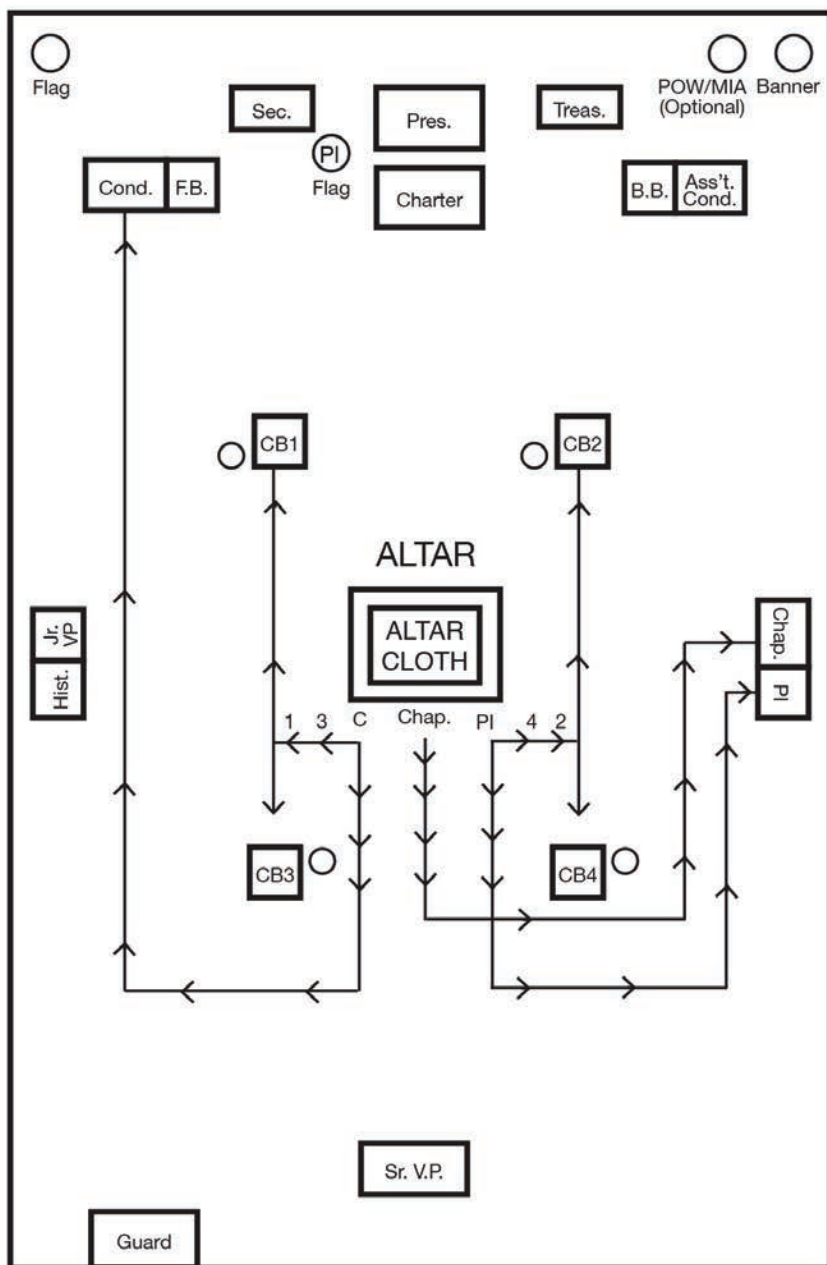 Flag
POW/MIA
(Optional)
Banner
Sec.
Pres.
Treas.
PI
Flag
Cond.
F.B.
Charter
B.B.
Ass't.
Cond.
CB1
CB2
ALTAR
ALTAR
CLOTH
Jr.
VP
Hist.
Chap.
PI
1 3 C Chap. PI 4 2
CB3
CB4
Sr. V.P.
Guard